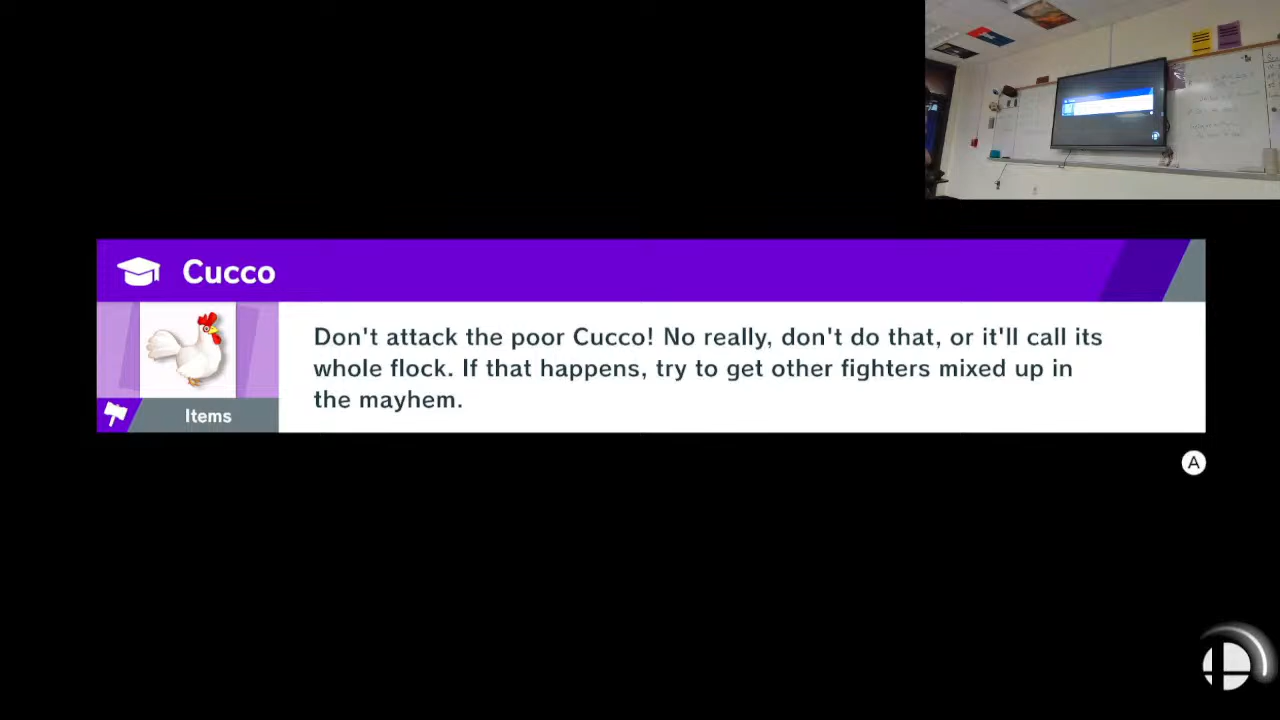 Cucco
Don't attack the poor Cucco! No really, don't do that, or it'll call its
whole flock. If that happens, try to get other fighters mixed up in
the mayhem.
Items
A